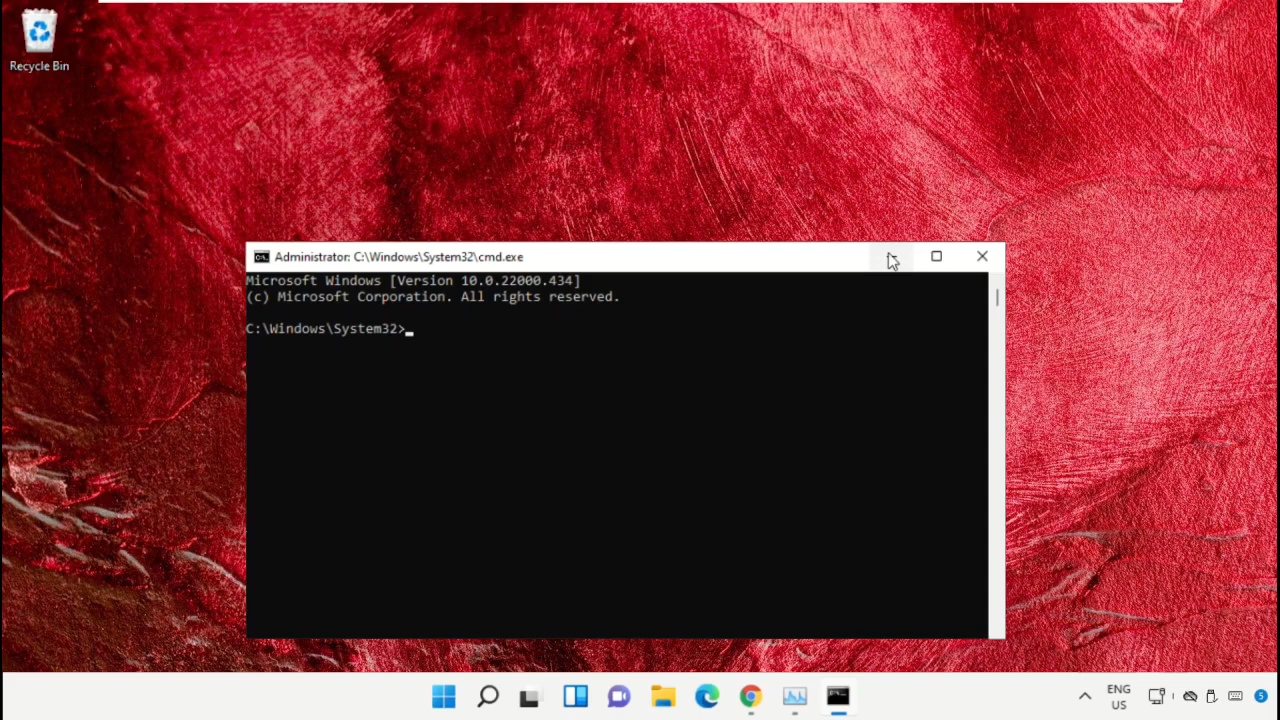 Recycle Bin
Administrator: C:\Windows\System32\cmd.exe
Microsoft Windows [Version 10.0.22000.434]
(c) Microsoft Corporation. All rights reserved.
C:\Windows\System32>
ENG
US
5